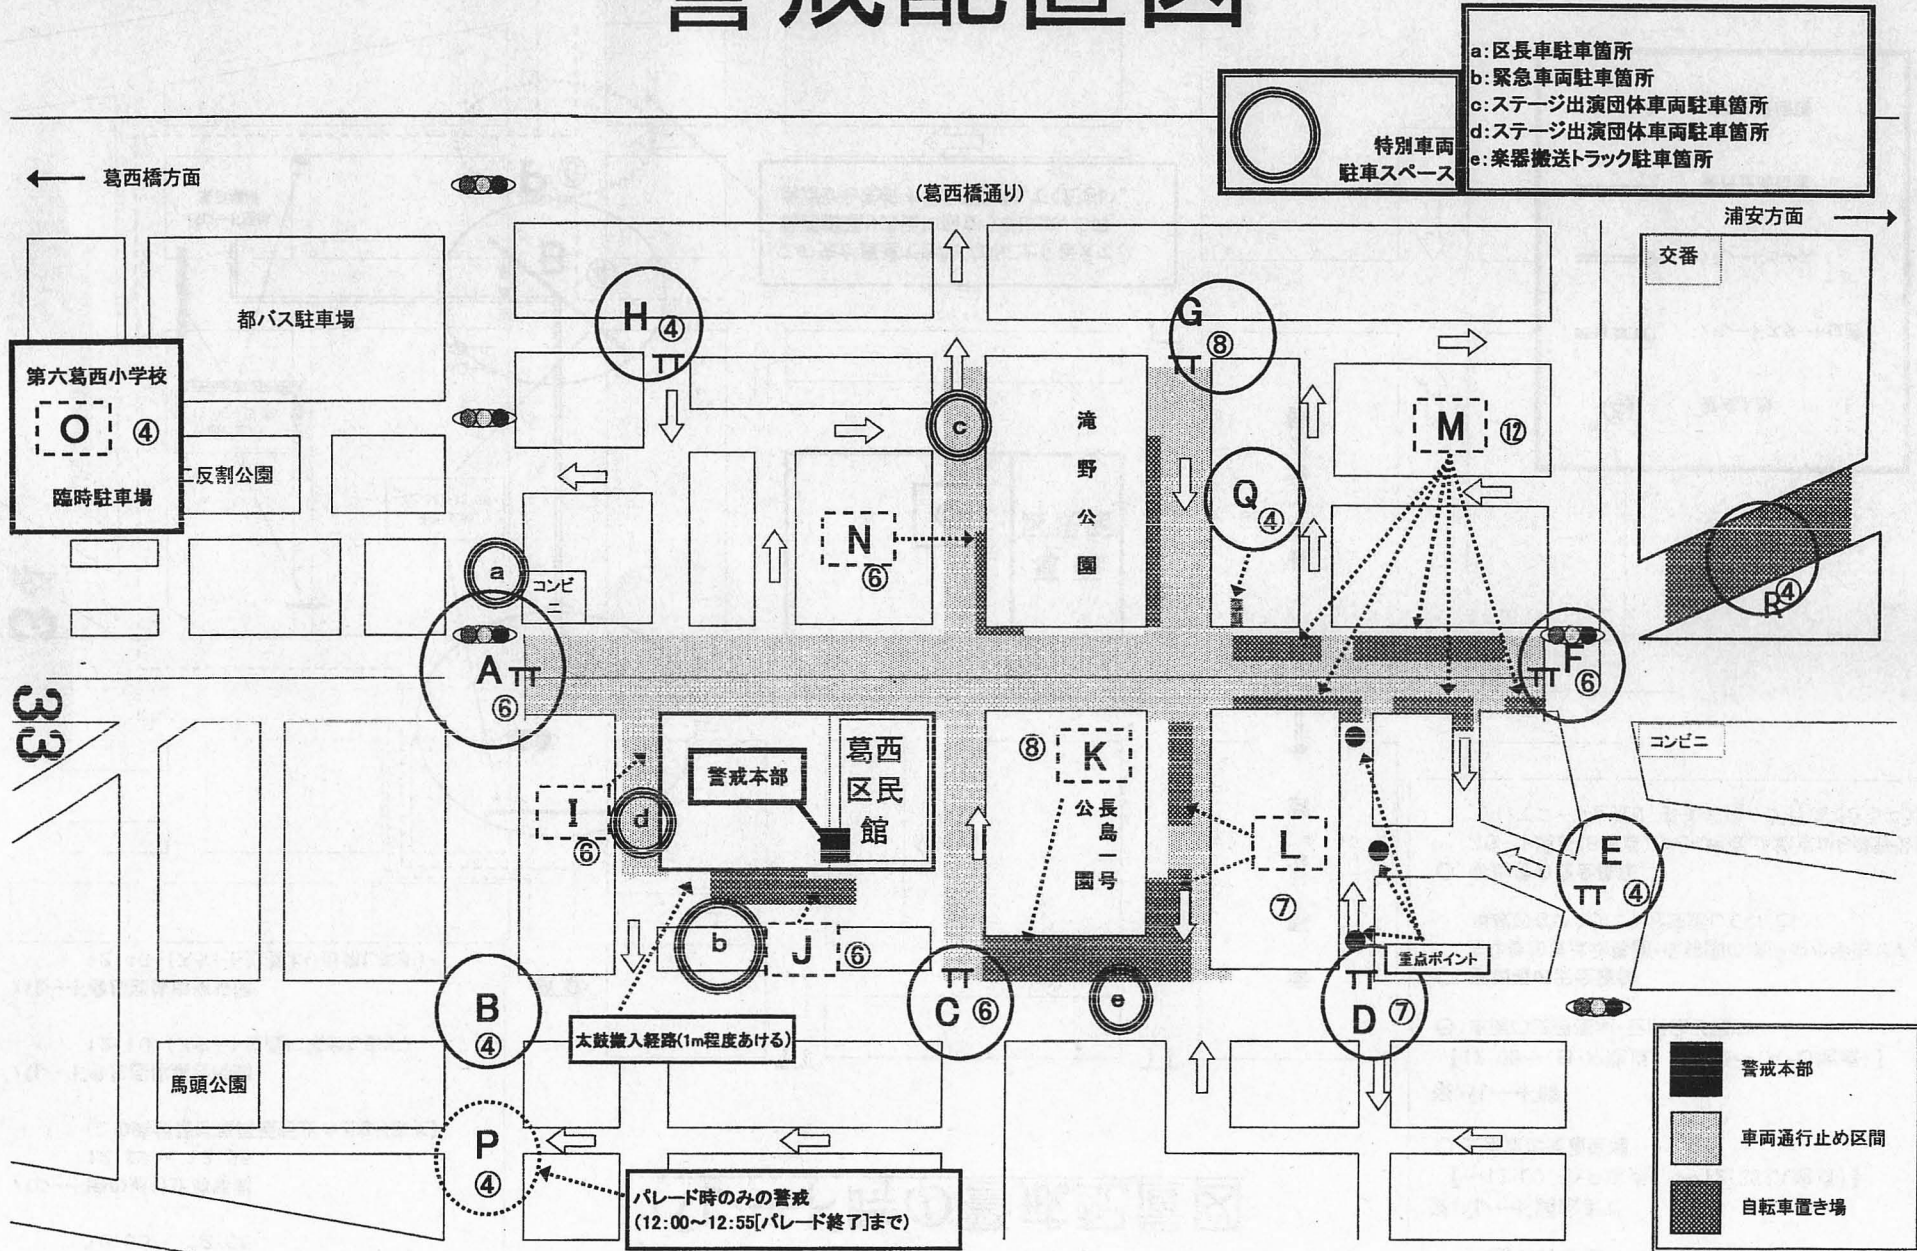 警戒配置図
a:区長車駐車箇所
b:緊急車両駐車箇所
c:ステージ出演団体車両駐車箇所
d:ステージ出演団体車両駐車箇所
e:楽器搬送トラック駐車箇所
特別車両
駐車スペース
← 葛西橋方面
(葛西橋通り)
浦安方面 →
交番
都バス駐車場
H ④
G ⑧
第六葛西小学校
O ④
臨時駐車場
二反割公園
c
滝野公園
M ⑫
Q ④
N ⑥
a
コンビニ
R ④
A ⑥
F ⑥
33
葛西区民館
警戒本部
⑧ K
長島一号公園
コンビニ
I ⑥
d
L ⑦
E ④
b
J ⑥
重点ポイント
B ④
C ⑥
e
D ⑦
太鼓搬入経路(1m程度あける)
馬頭公園
P ④
パレード時のみの警戒
(12:00～12:55[パレード終了]まで)
警戒本部
車両通行止め区間
自転車置き場